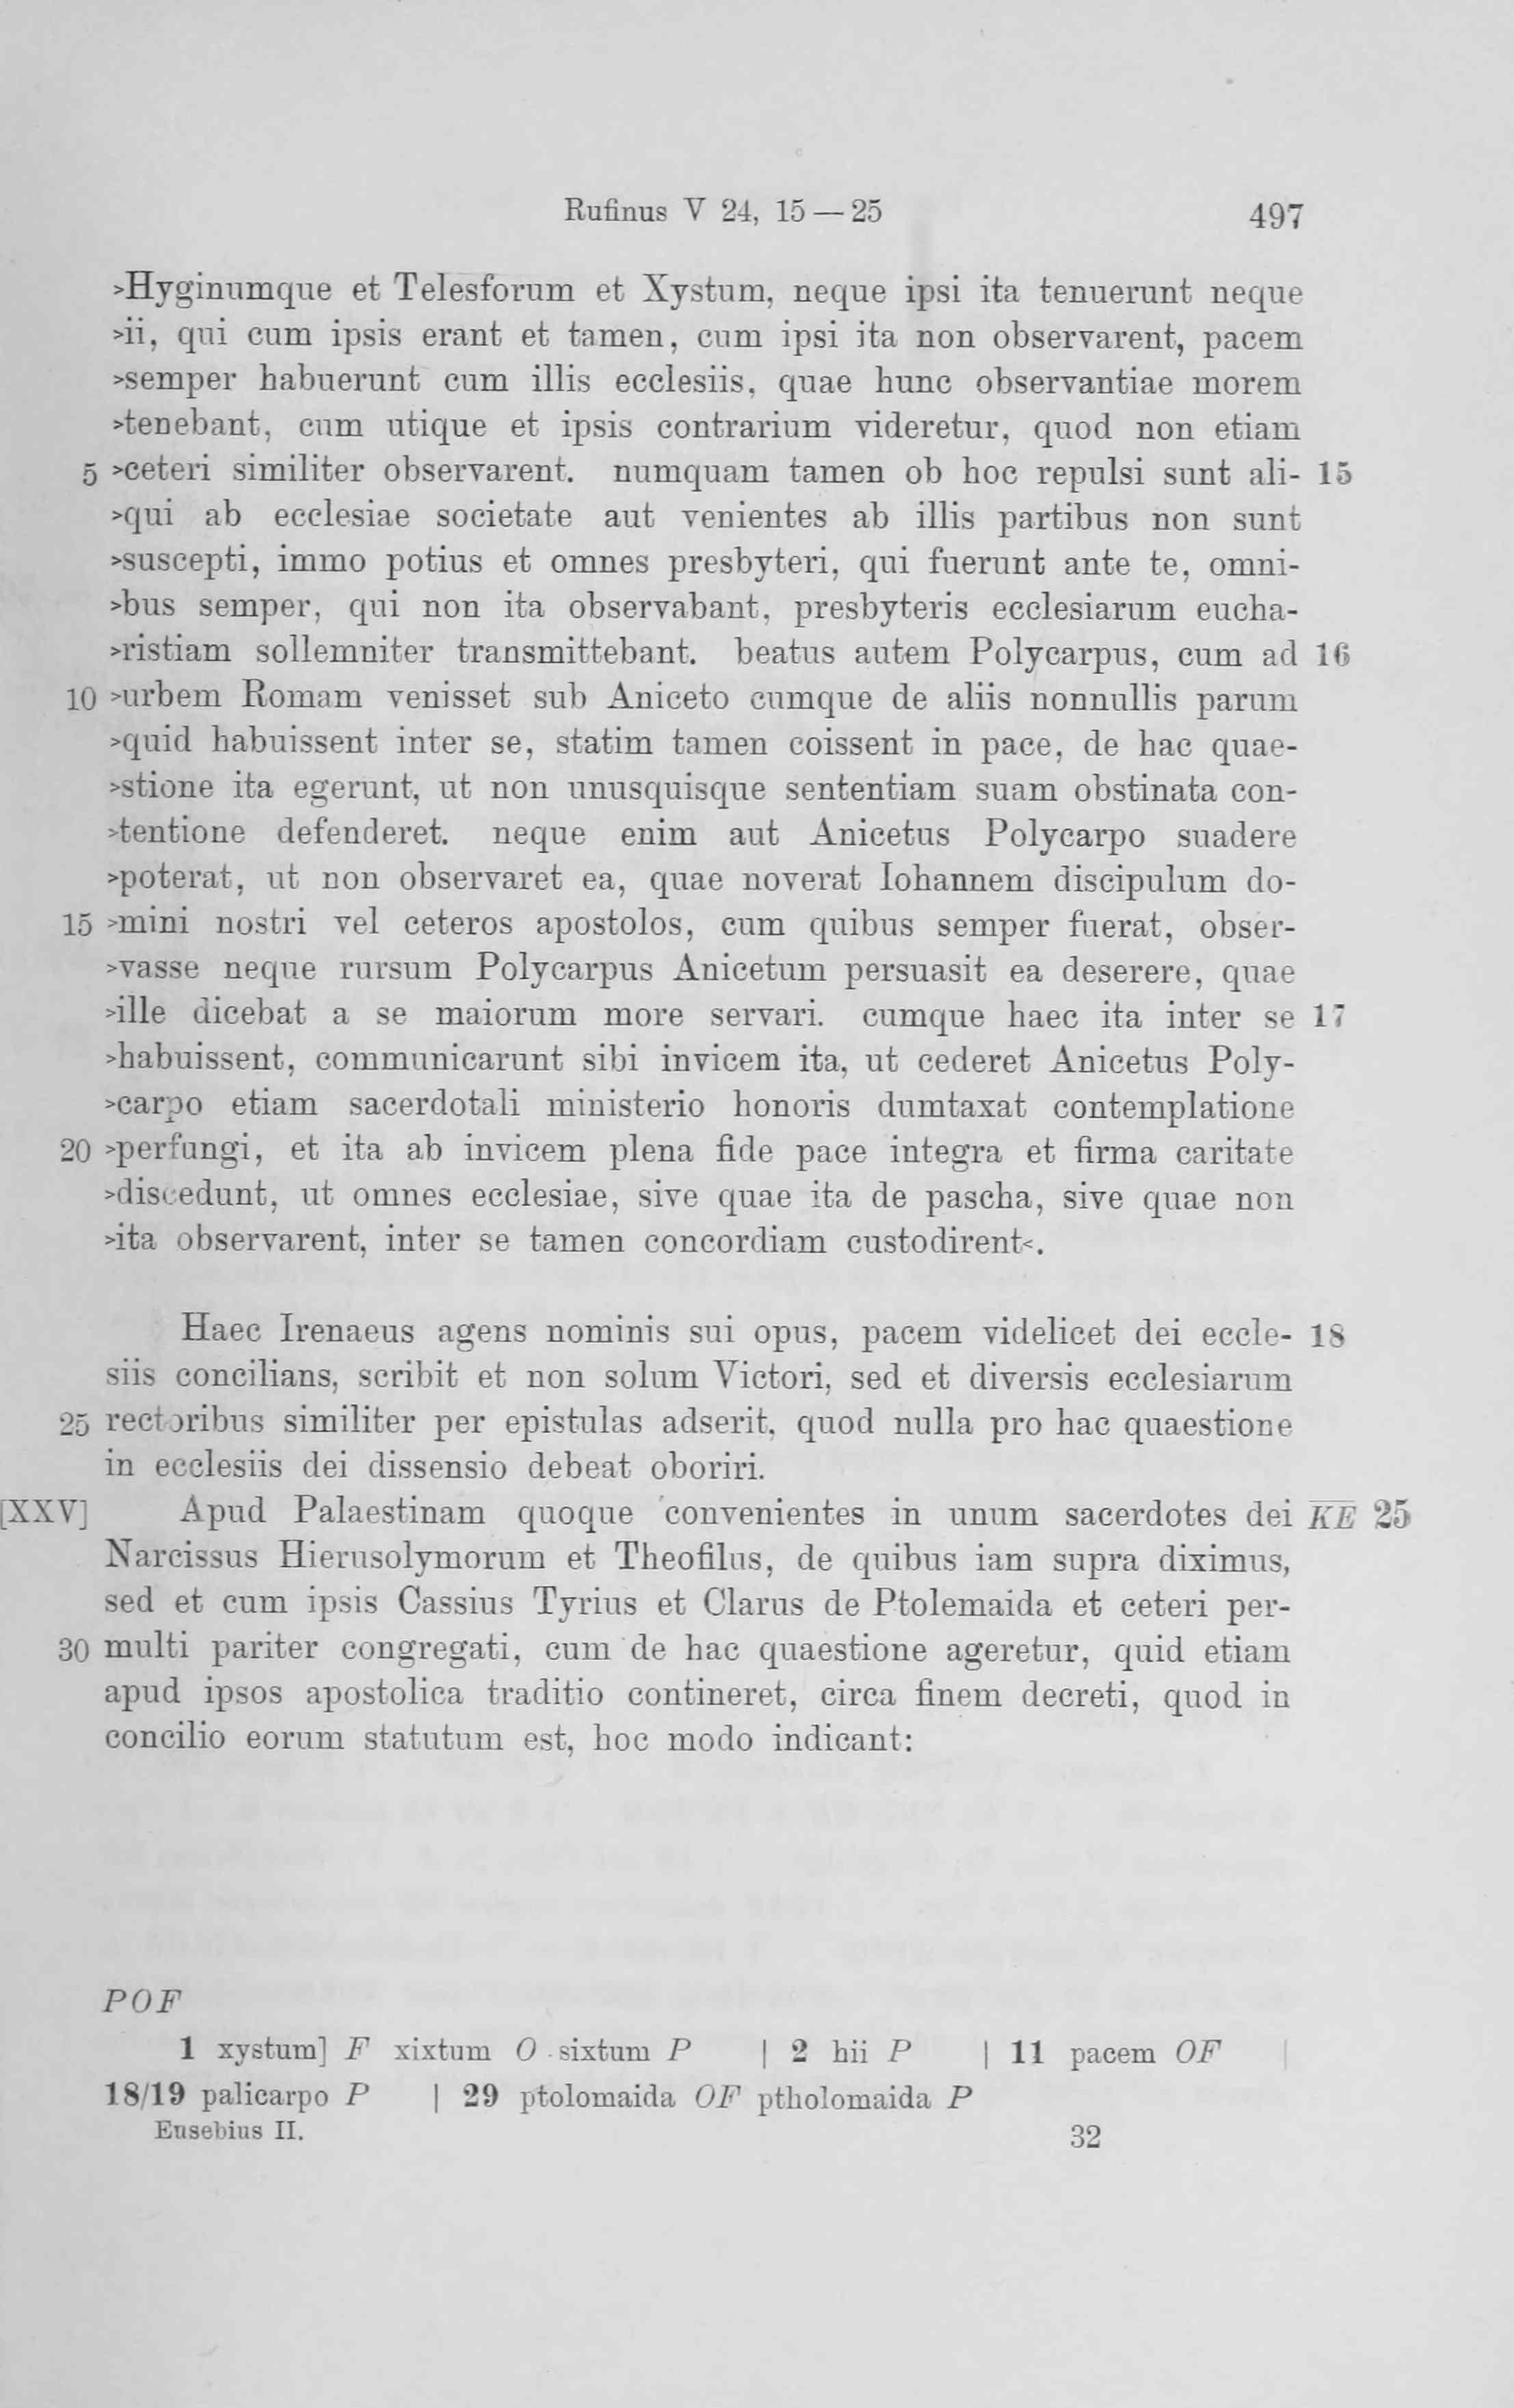 Rufinus V 24, 15 — 25 497
>Hyginumque et Telesforum et Xystum, neque ipsi ita tenuerunt neque
>ii, qui cum ipsis erant et tamen, cum ipsi ita non observarent, pacem
>semper habuerunt cum illis ecclesiis, quae hunc observantiae morem
>tenebant, cum utique et ipsis contrarium videretur, quod non etiam
5 >ceteri similiter observarent. numquam tamen ob hoc repulsi sunt ali- 15
>qui ab ecclesiae societate aut venientes ab illis partibus non sunt
>suscepti, immo potius et omnes presbyteri, qui fuerunt ante te, omni-
>bus semper, qui non ita observabant, presbyteris ecclesiarum eucha-
>ristiam sollemniter transmittebant. beatus autem Polycarpus, cum ad 16
10 >urbem Romam venisset sub Aniceto cumque de aliis nonnullis parum
>quid habuissent inter se, statim tamen coissent in pace, de hac quae-
>stione ita egerunt, ut non unusquisque sententiam suam obstinata con-
>tentione defenderet. neque enim aut Anicetus Polycarpo suadere
>poterat, ut non observaret ea, quae noverat Iohannem discipulum do-
15 >mini nostri vel ceteros apostolos, cum quibus semper fuerat, obser-
>vasse neque rursum Polycarpus Anicetum persuasit ea deserere, quae
>ille dicebat a se maiorum more servari. cumque haec ita inter se 17
>habuissent, communicarunt sibi invicem ita, ut cederet Anicetus Poly-
>carpo etiam sacerdotali ministerio honoris dumtaxat contemplatione
20 >perfungi, et ita ab invicem plena fide pace integra et firma caritate
>discedunt, ut omnes ecclesiae, sive quae ita de pascha, sive quae non
>ita observarent, inter se tamen concordiam custodirent<.
Haec Irenaeus agens nominis sui opus, pacem videlicet dei eccle- 18
siis concilians, scribit et non solum Victori, sed et diversis ecclesiarum
25 rectoribus similiter per epistulas adserit, quod nulla pro hac quaestione
in ecclesiis dei dissensio debeat oboriri.
[XXV] Apud Palaestinam quoque convenientes in unum sacerdotes dei K̅E̅ 25
Narcissus Hierusolymorum et Theofilus, de quibus iam supra diximus,
sed et cum ipsis Cassius Tyrius et Clarus de Ptolemaida et ceteri per-
30 multi pariter congregati, cum de hac quaestione ageretur, quid etiam
apud ipsos apostolica traditio contineret, circa finem decreti, quod in
concilio eorum statutum est, hoc modo indicant:
POF
1 xystum] F xixtum O sixtum P | 2 hii P | 11 pacem OF |
18/19 palicarpo P | 29 ptolomaida OF ptholomaida P
Eusebius II. 32